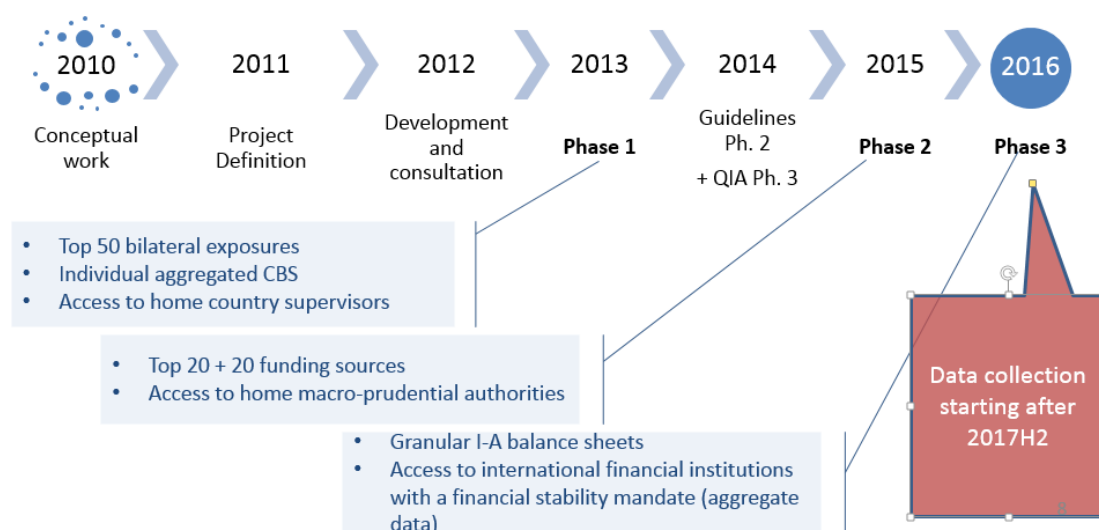 2010
2011
2012
2013
2014
2015
2016
Conceptual
work
Project
Definition
Development
and
consultation
Phase 1
Guidelines
Ph. 2
+ QIA Ph. 3
Phase 2
Phase 3
• Top 50 bilateral exposures
• Individual aggregated CBS
• Access to home country supervisors
• Top 20 + 20 funding sources
• Access to home macro-prudential authorities
• Granular I-A balance sheets
• Access to international financial institutions
with a financial stability mandate (aggregate
data)
Data collection
starting after
2017H2